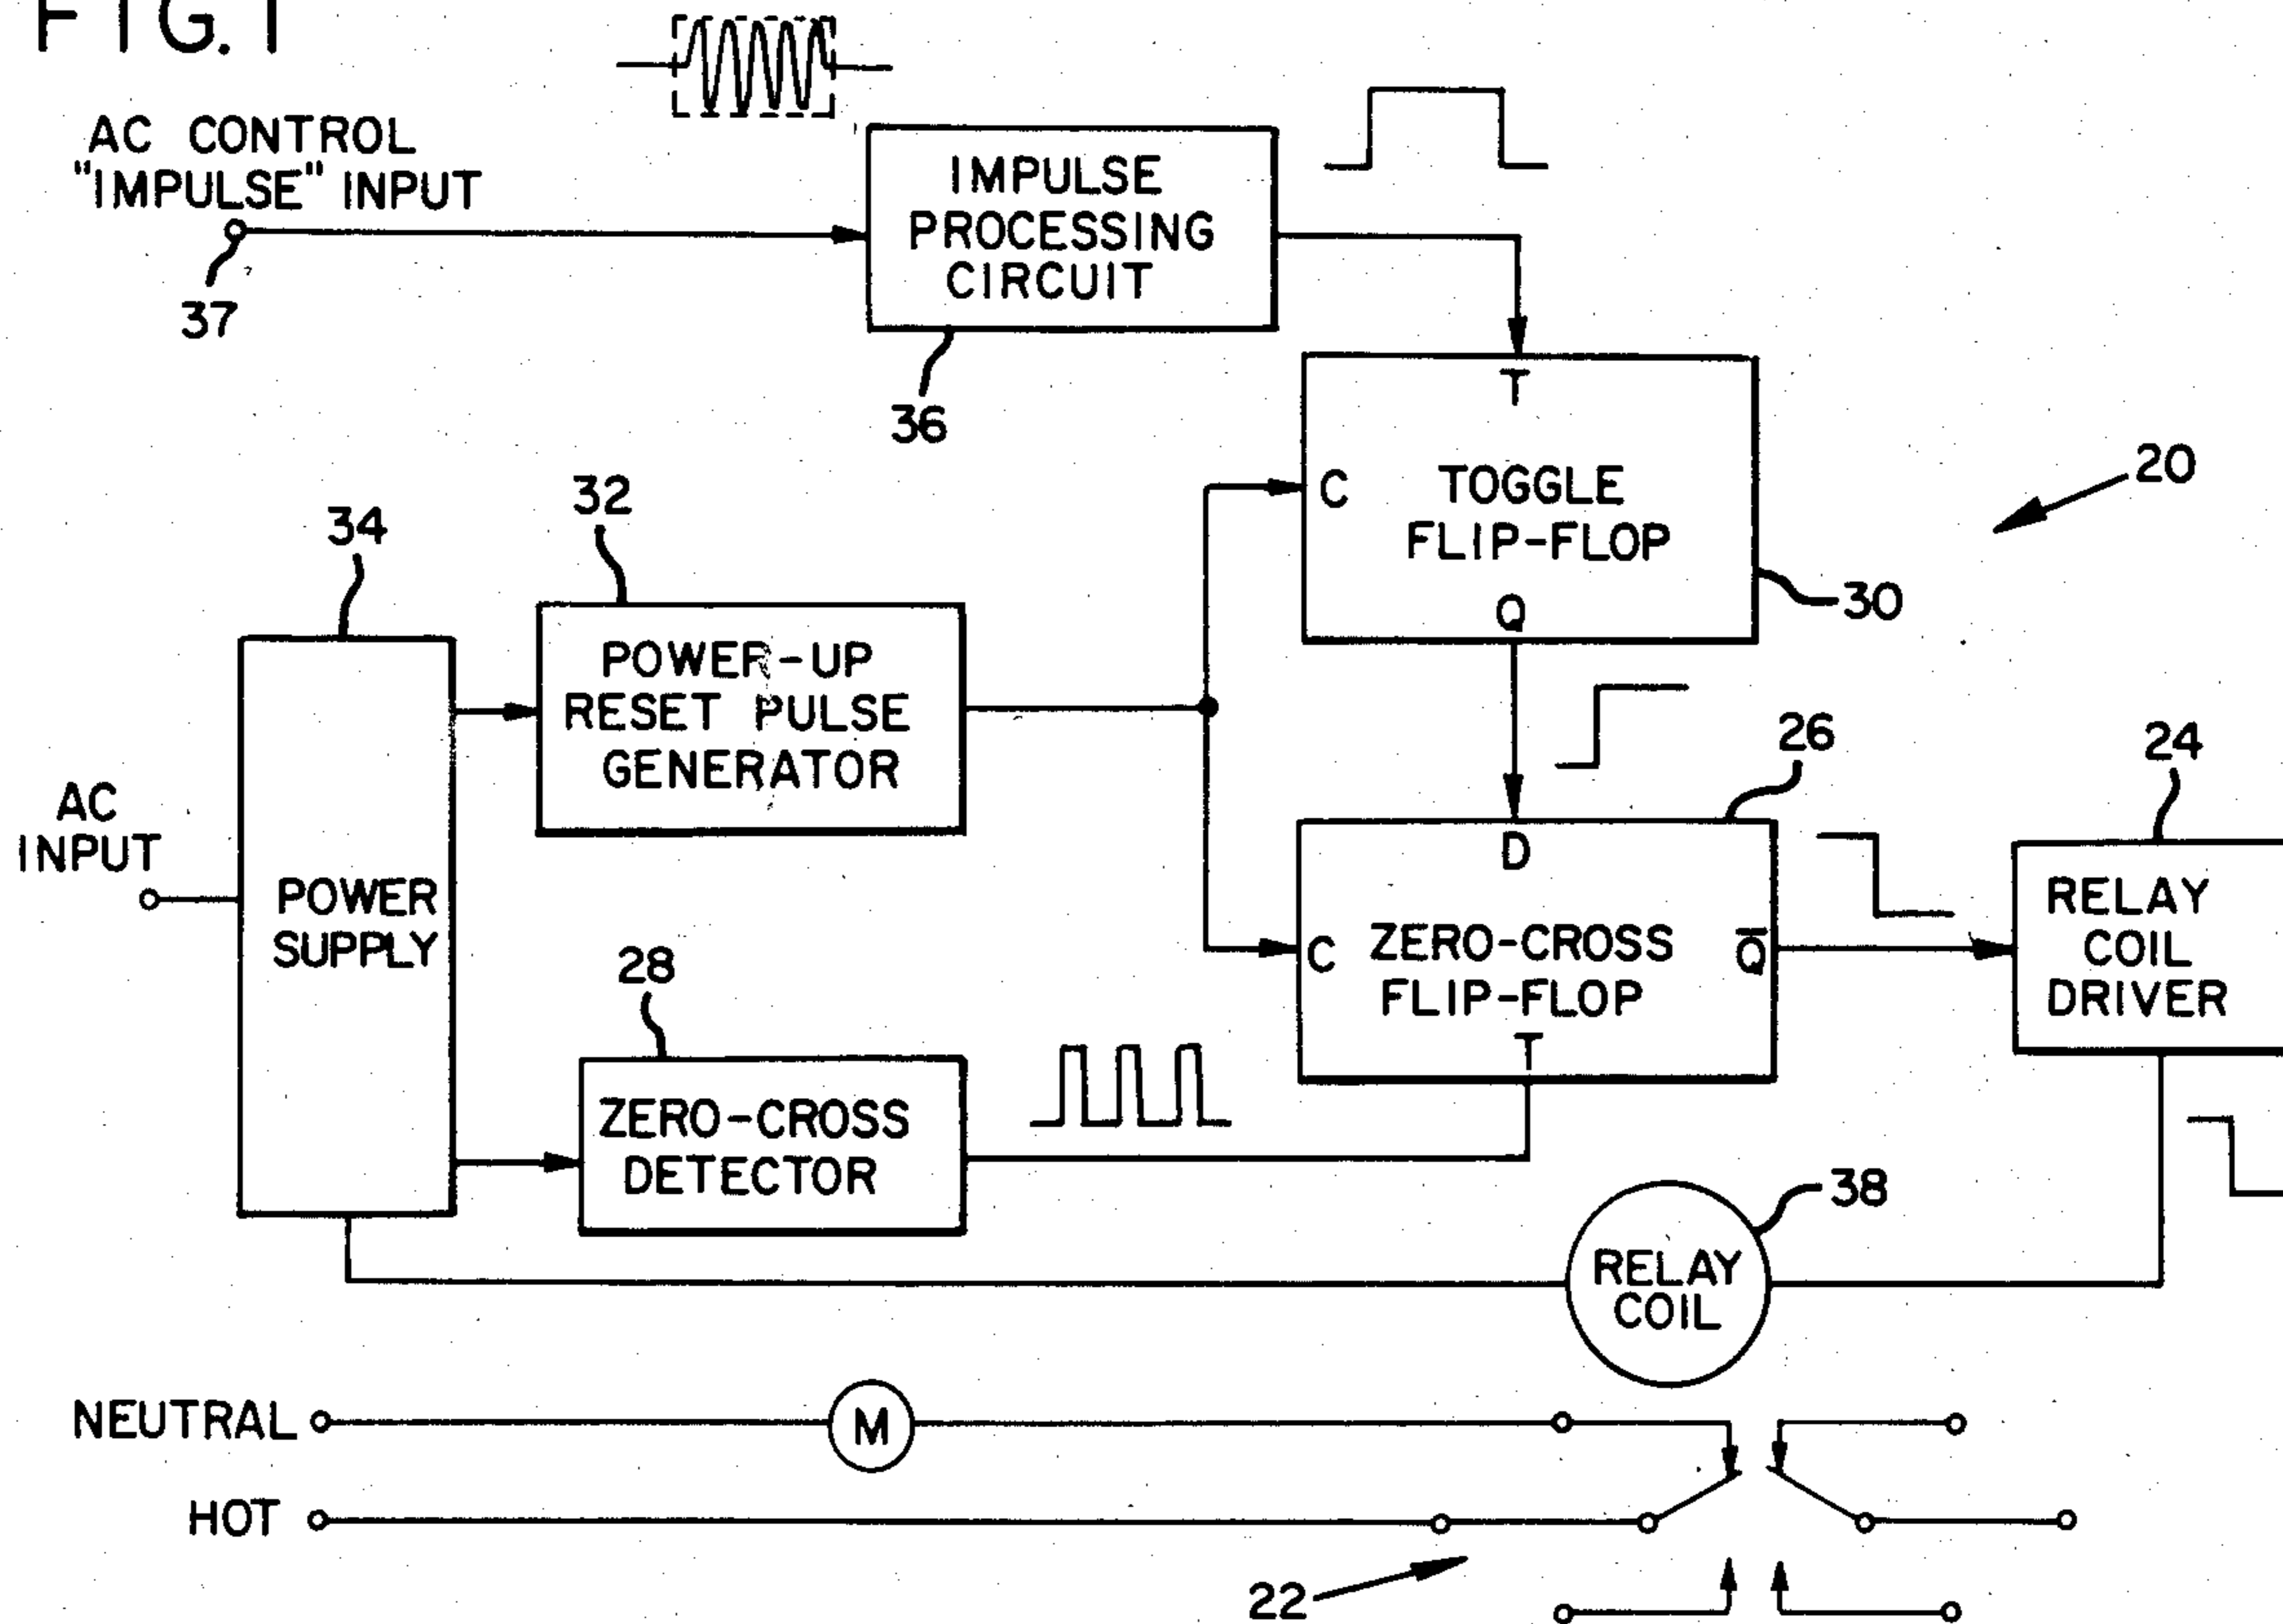 FIG. 1
AC CONTROL
"IMPULSE" INPUT
37
IMPULSE
PROCESSING
CIRCUIT
36
T
C
TOGGLE
FLIP-FLOP
Q
30
20
34
32
POWER-UP
RESET PULSE
GENERATOR
AC
INPUT
POWER
SUPPLY
26
D
C
ZERO-CROSS
FLIP-FLOP
Q̅
T
24
RELAY
COIL
DRIVER
28
ZERO-CROSS
DETECTOR
38
RELAY
COIL
NEUTRAL
M
HOT
22